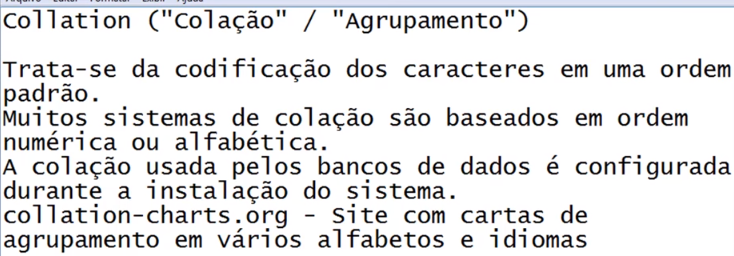 Collation ("Colação" / "Agrupamento")
Trata-se da codificação dos caracteres em uma ordem
padrão.
Muitos sistemas de colação são baseados em ordem
numérica ou alfabética.
A colação usada pelos bancos de dados é configurada
durante a instalação do sistema.
collation-charts.org - Site com cartas de
agrupamento em vários alfabetos e idiomas